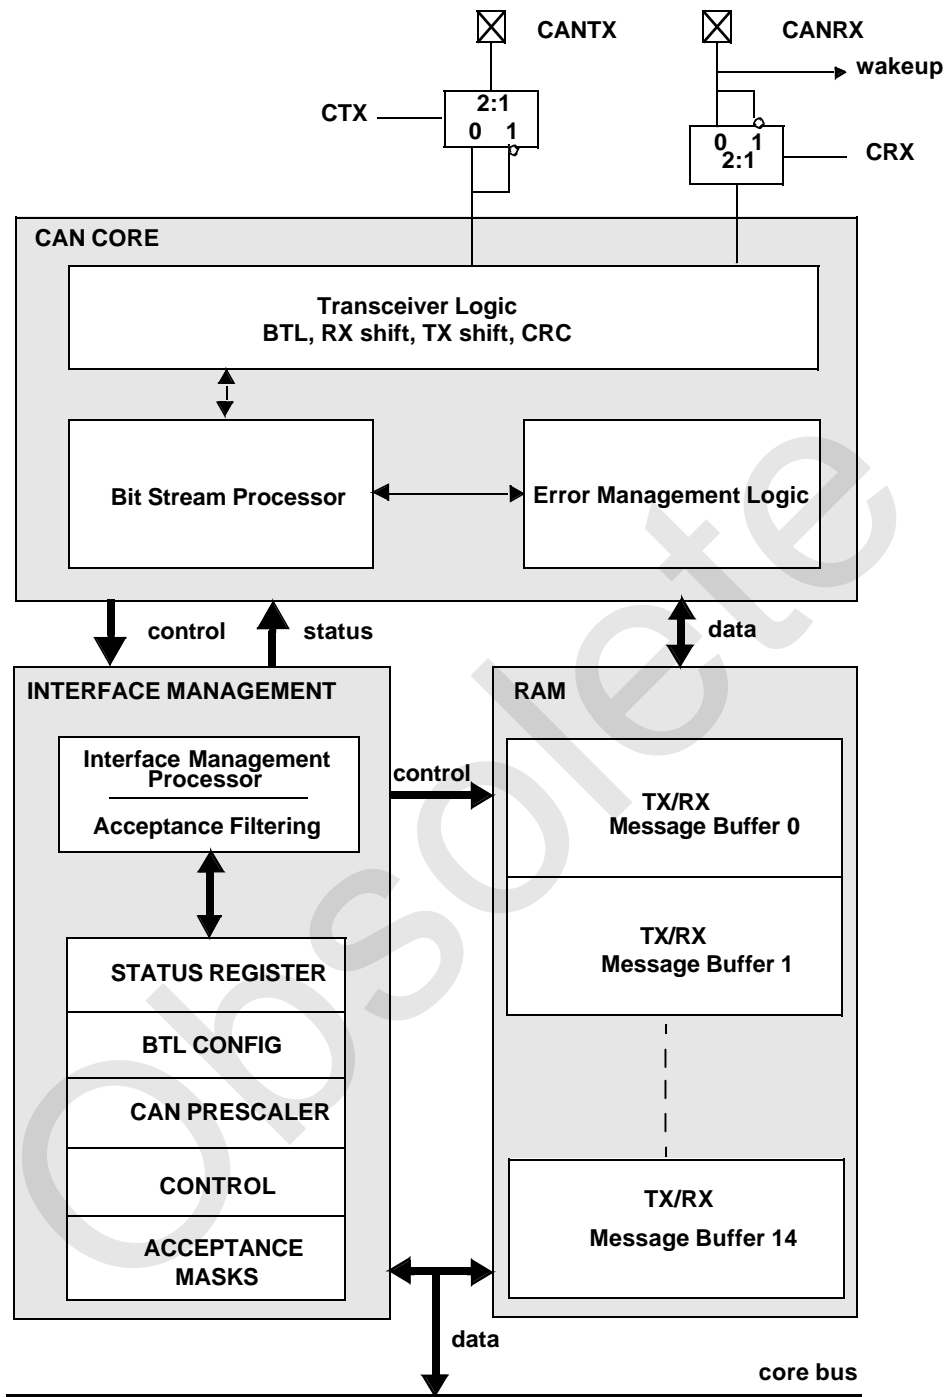 CANTX
CANRX
wakeup
CTX
2:1
0 1
0 1
2:1
CRX
CAN CORE
Transceiver Logic
BTL, RX shift, TX shift, CRC
Bit Stream Processor
Error Management Logic
control
status
data
INTERFACE MANAGEMENT
RAM
Interface Management
Processor
Acceptance Filtering
control
TX/RX
Message Buffer 0
TX/RX
Message Buffer 1
STATUS REGISTER
BTL CONFIG
CAN PRESCALER
CONTROL
ACCEPTANCE
MASKS
TX/RX
Message Buffer 14
data
core bus
Obsolete